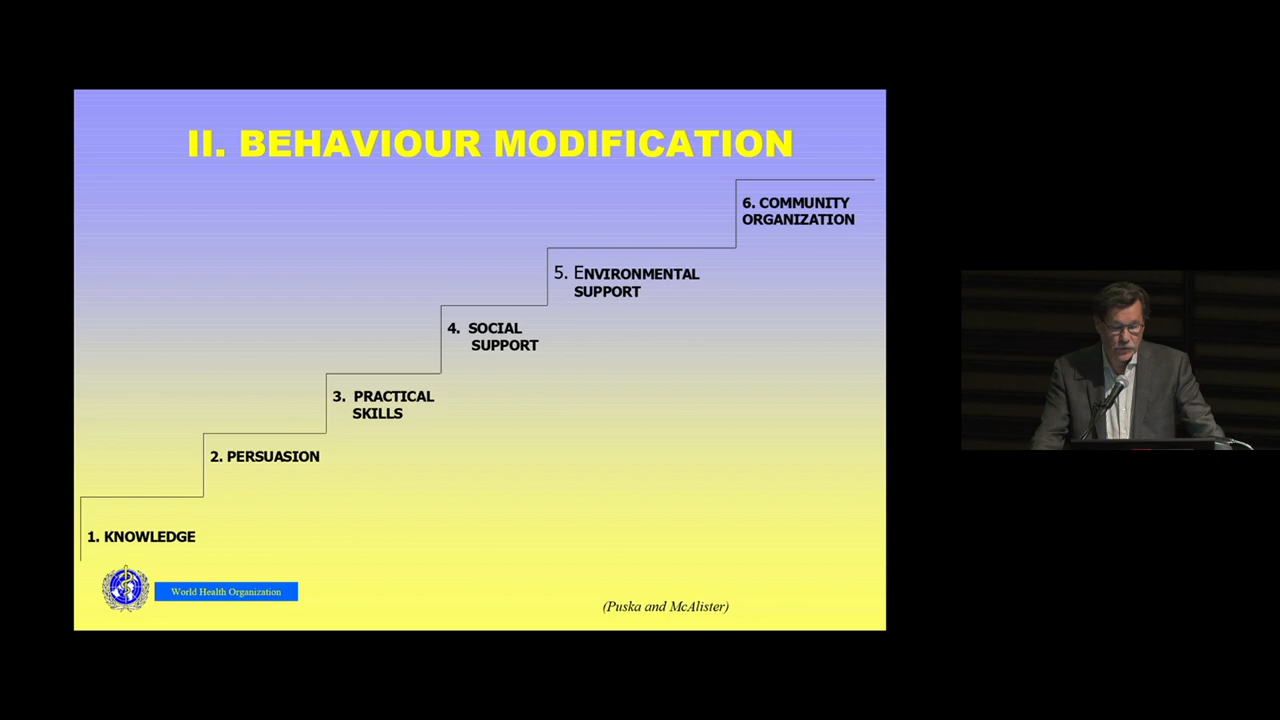 II. BEHAVIOUR MODIFICATION
6. COMMUNITY
ORGANIZATION
5. ENVIRONMENTAL
SUPPORT
4. SOCIAL
SUPPORT
3. PRACTICAL
SKILLS
2. PERSUASION
1. KNOWLEDGE
World Health Organization
(Puska and McAlister)